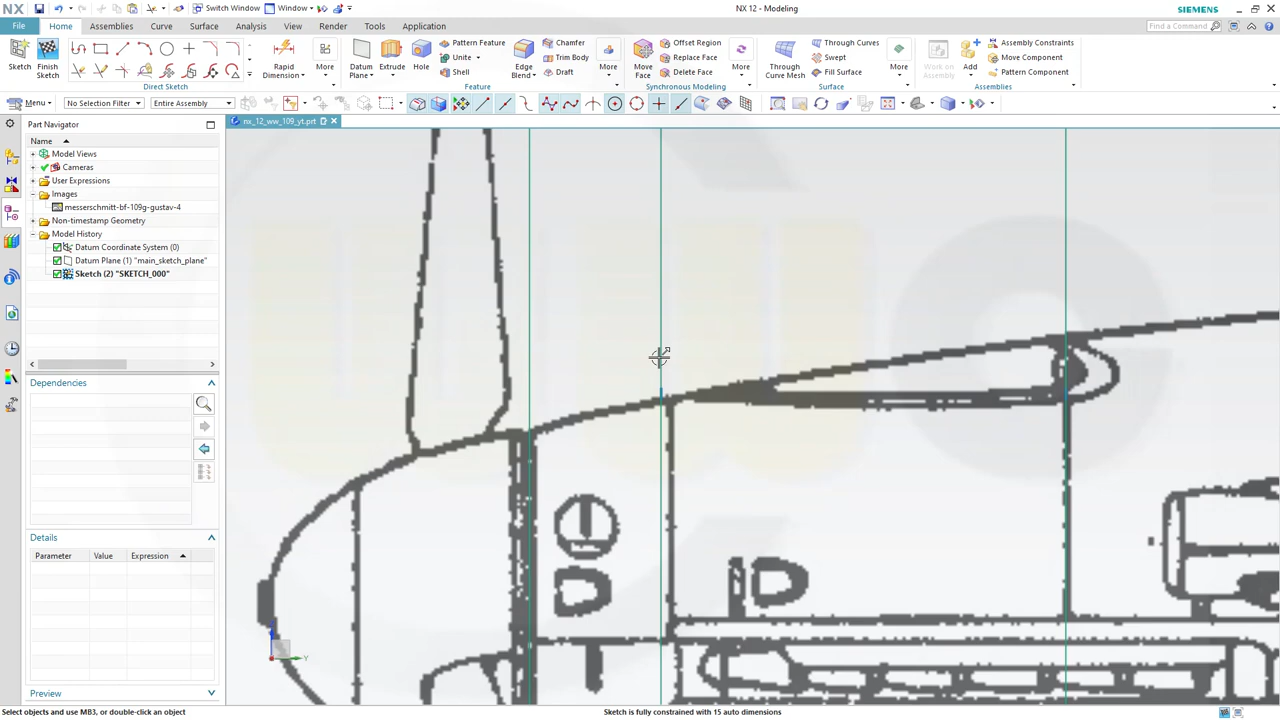 NX
Switch Window
Window
NX 12 - Modeling
SIEMENS
File
Home
Assemblies
Curve
Surface
Analysis
View
Render
Tools
Application
Find a Command
Sketch
Finish Sketch
Rapid Dimension
More
Direct Sketch
Datum Plane
Extrude
Hole
Pattern Feature
Unite
Shell
Edge Blend
Chamfer
Trim Body
Draft
More
Feature
Move Face
Offset Region
Replace Face
Delete Face
More
Synchronous Modeling
Through Curve Mesh
Through Curves
Swept
Fill Surface
More
Surface
Work on Assembly
Add
Assembly Constraints
Move Component
Pattern Component
Assemblies
Menu
No Selection Filter
Entire Assembly
Part Navigator
nx_12_ww_109_yt.prt
Name
Model Views
Cameras
User Expressions
Images
messerschmitt-bf-109g-gustav-4
Non-timestamp Geometry
Model History
Datum Coordinate System (0)
Datum Plane (1) "main_sketch_plane"
Sketch (2) "SKETCH_000"
Dependencies
Details
Parameter
Value
Expression
Preview
Y
Select objects and use MB3, or double-click an object
Sketch is fully constrained with 15 auto dimensions